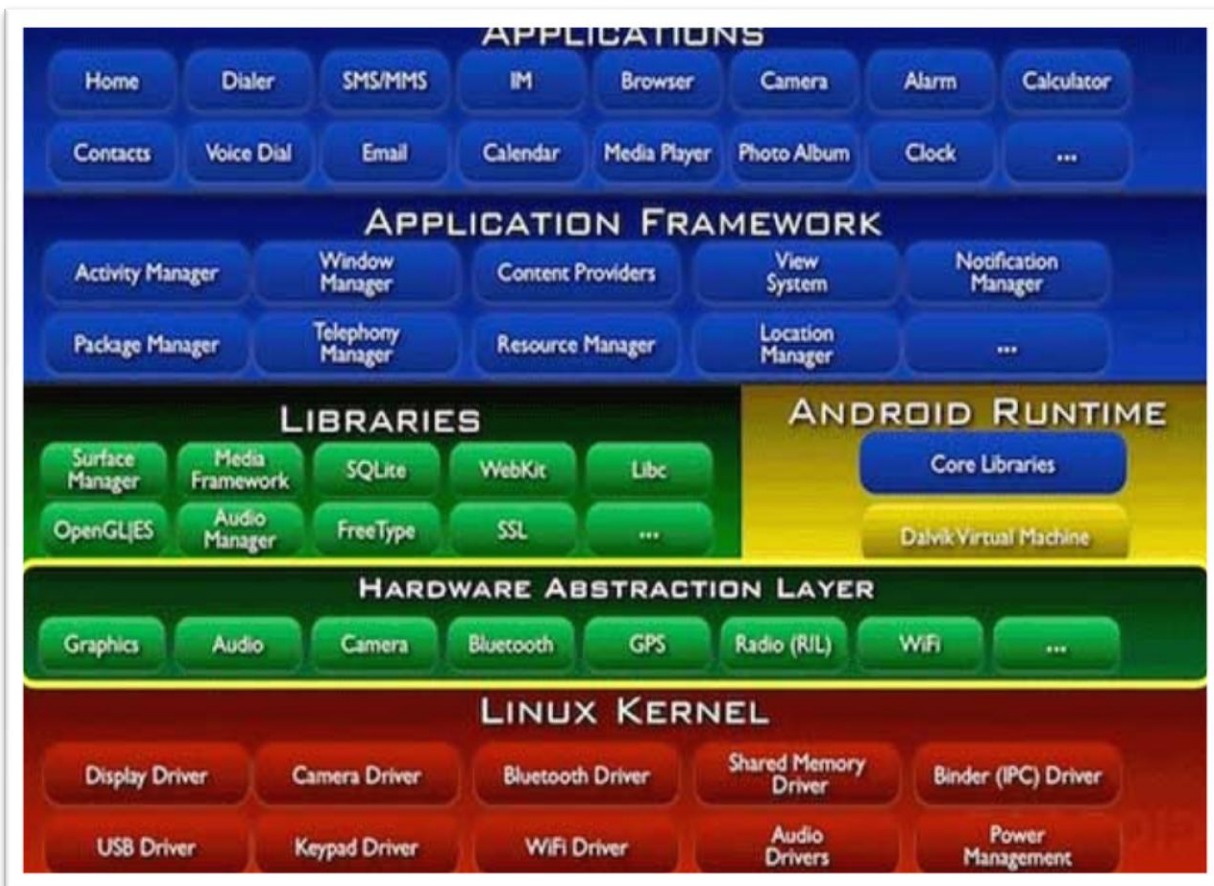 APPLICATIONS
Home Dialer SMS/MMS IM Browser Camera Alarm Calculator
Contacts Voice Dial Email Calendar Media Player Photo Album Clock ...
APPLICATION FRAMEWORK
Activity Manager Window Manager Content Providers View System Notification Manager
Package Manager Telephony Manager Resource Manager Location Manager ...
LIBRARIES
Surface Manager Media Framework SQLite WebKit Libc
OpenGL|ES Audio Manager FreeType SSL ...
ANDROID RUNTIME
Core Libraries
Dalvik Virtual Machine
HARDWARE ABSTRACTION LAYER
Graphics Audio Camera Bluetooth GPS Radio (RIL) WiFi ...
LINUX KERNEL
Display Driver Camera Driver Bluetooth Driver Shared Memory Driver Binder (IPC) Driver
USB Driver Keypad Driver WiFi Driver Audio Drivers Power Management